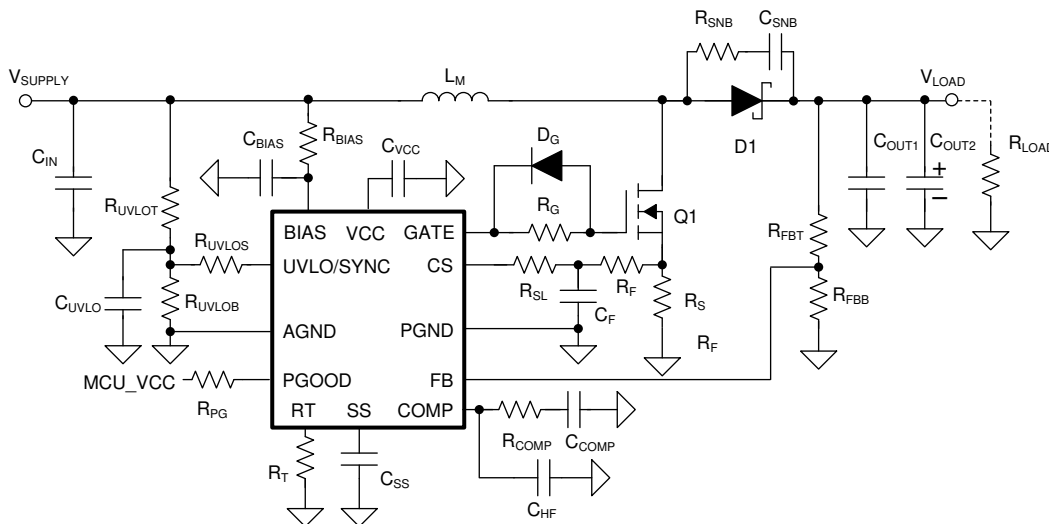 RSNB
CSNB
VSUPPLY
LM
VLOAD
D1
CIN
CBIAS
RBIAS
CVCC
DG
COUT1
COUT2
RLOAD
+
−
RUVLOT
RG
Q1
BIAS
VCC
GATE
RFBT
RUVLOS
UVLO/SYNC
CS
RSL
RF
RS
CUVLO
RUVLOB
CF
RFBB
AGND
PGND
RF
MCU_VCC
PGOOD
FB
RPG
RT
SS
COMP
RCOMP
CCOMP
RT
CSS
CHF